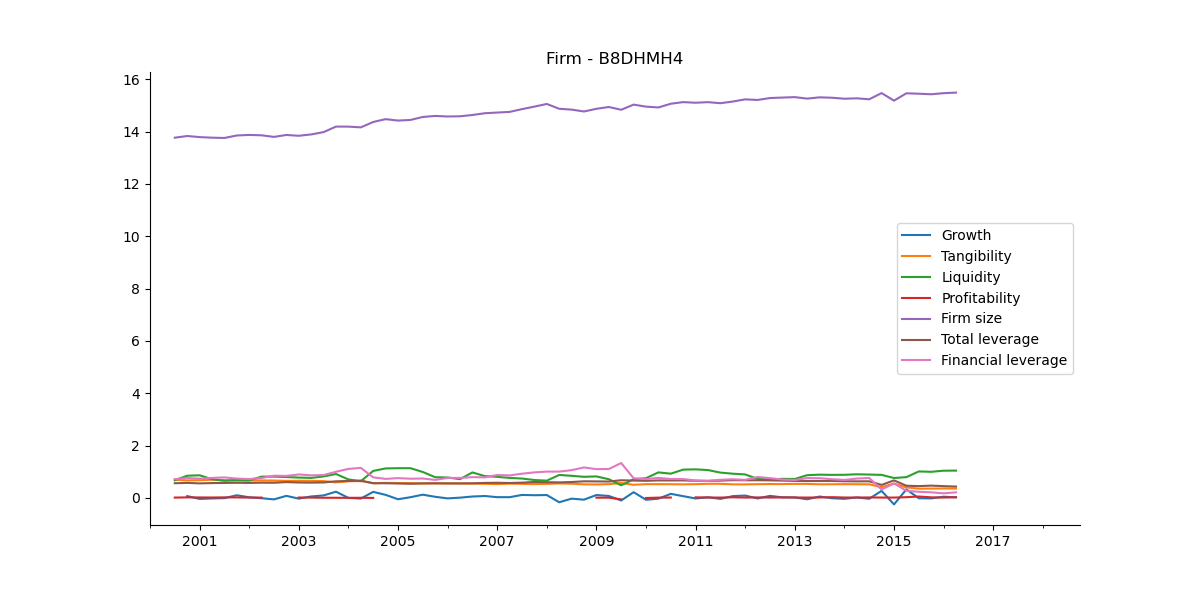 Firm - B8DHMH4
16
14
12
10
8
6
4
2
0
2001 2003 2005 2007 2009 2011 2013 2015 2017
Growth
Tangibility
Liquidity
Profitability
Firm size
Total leverage
Financial leverage